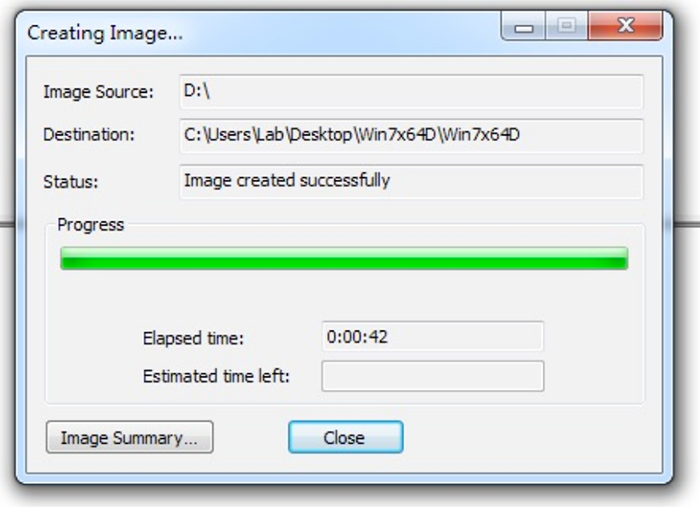 Creating Image...
Image Source: D:\
Destination: C:\Users\Lab\Desktop\Win7x64D\Win7x64D
Status: Image created successfully
Progress
Elapsed time: 0:00:42
Estimated time left:
Image Summary... Close